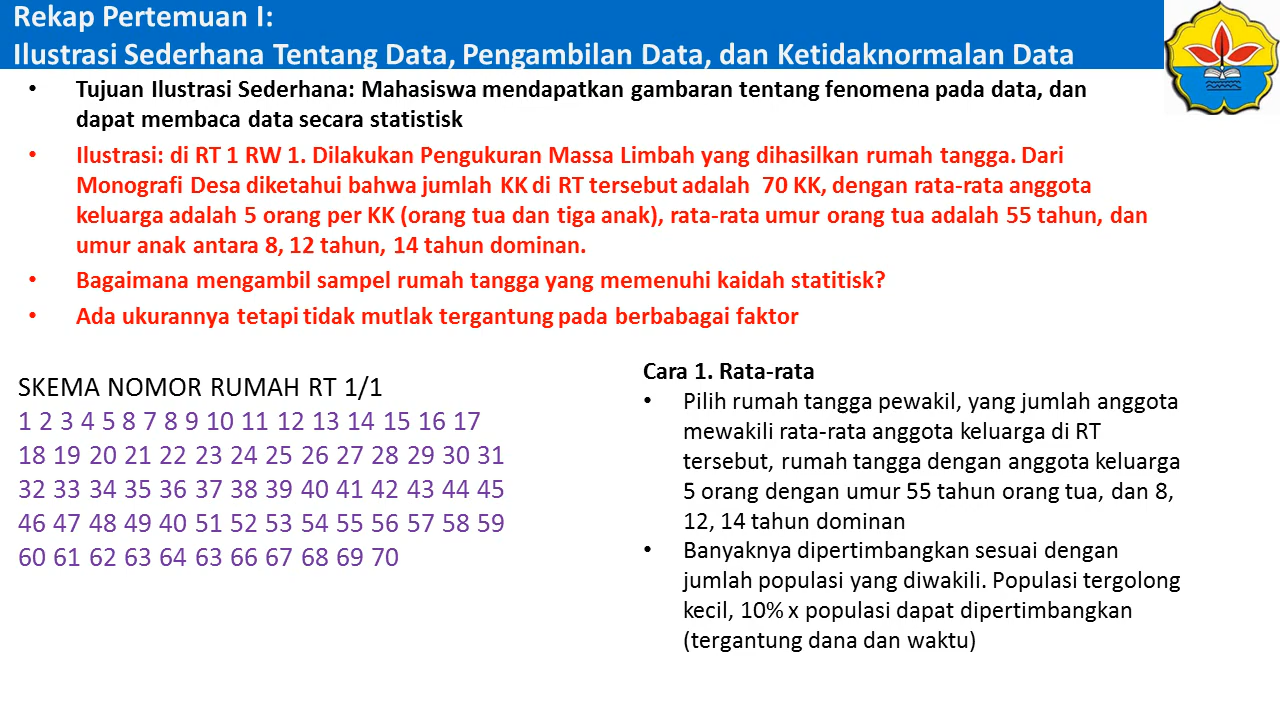 Rekap Pertemuan I:
Ilustrasi Sederhana Tentang Data, Pengambilan Data, dan Ketidaknormalan Data
• Tujuan Ilustrasi Sederhana: Mahasiswa mendapatkan gambaran tentang fenomena pada data, dan
dapat membaca data secara statistisk
• Ilustrasi: di RT 1 RW 1. Dilakukan Pengukuran Massa Limbah yang dihasilkan rumah tangga. Dari
Monografi Desa diketahui bahwa jumlah KK di RT tersebut adalah 70 KK, dengan rata-rata anggota
keluarga adalah 5 orang per KK (orang tua dan tiga anak), rata-rata umur orang tua adalah 55 tahun, dan
umur anak antara 8, 12 tahun, 14 tahun dominan.
• Bagaimana mengambil sampel rumah tangga yang memenuhi kaidah statitisk?
• Ada ukurannya tetapi tidak mutlak tergantung pada berbabagai faktor
SKEMA NOMOR RUMAH RT 1/1
1 2 3 4 5 8 7 8 9 10 11 12 13 14 15 16 17
18 19 20 21 22 23 24 25 26 27 28 29 30 31
32 33 34 35 36 37 38 39 40 41 42 43 44 45
46 47 48 49 40 51 52 53 54 55 56 57 58 59
60 61 62 63 64 63 66 67 68 69 70
Cara 1. Rata-rata
• Pilih rumah tangga pewakil, yang jumlah anggota
mewakili rata-rata anggota keluarga di RT
tersebut, rumah tangga dengan anggota keluarga
5 orang dengan umur 55 tahun orang tua, dan 8,
12, 14 tahun dominan
• Banyaknya dipertimbangkan sesuai dengan
jumlah populasi yang diwakili. Populasi tergolong
kecil, 10% x populasi dapat dipertimbangkan
(tergantung dana dan waktu)